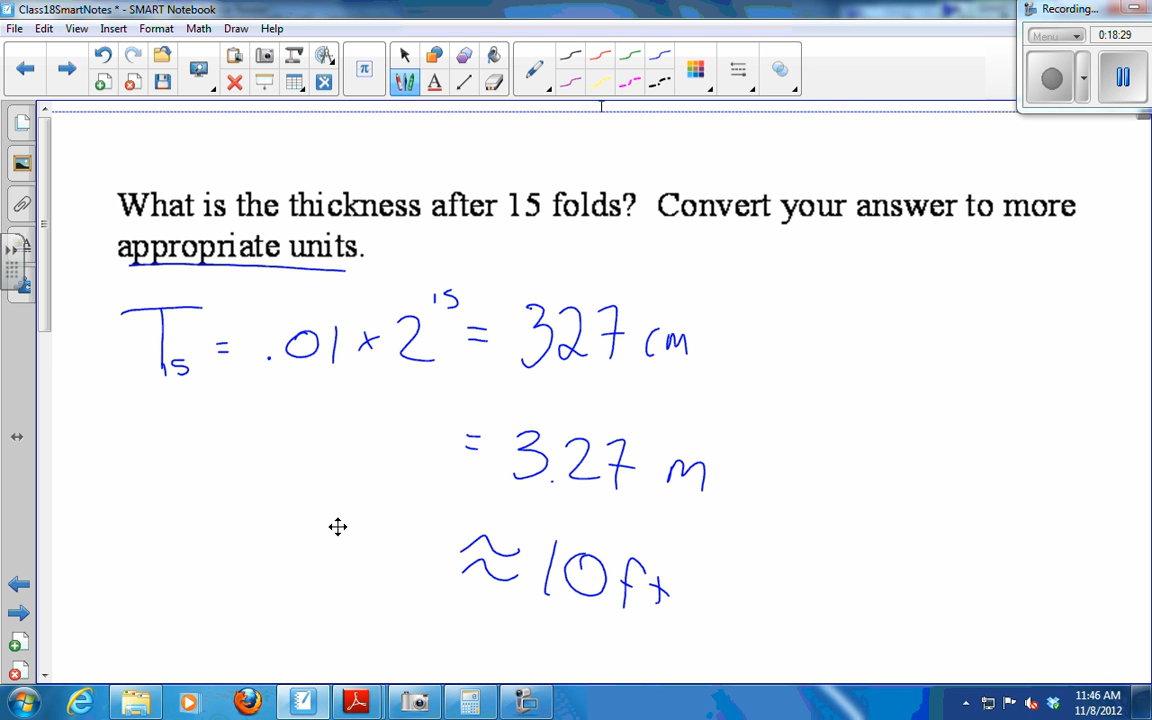 Class18SmartNotes * - SMART Notebook
Recording...
File Edit View Insert Format Math Draw Help
Menu
0:18:29
π
A
What is the thickness after 15 folds? Convert your answer to more
appropriate units.
T15 = .01 × 2^15 = 327 cm
= 3.27 m
≈ 10 ft
11:46 AM
11/8/2012